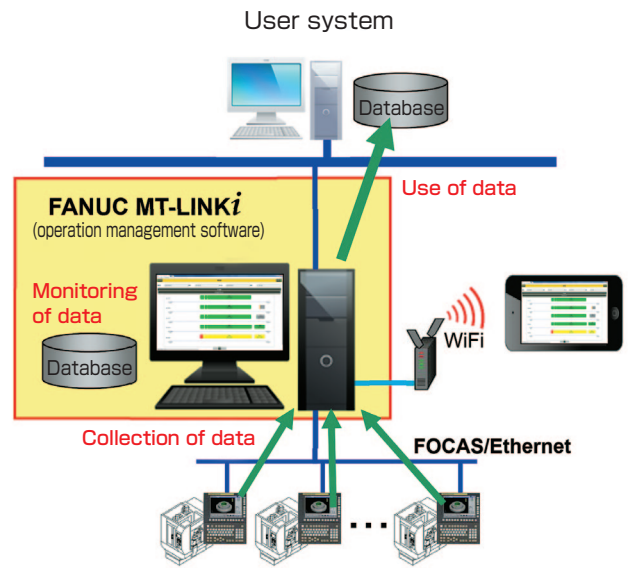 User system
Database
Use of data
FANUC MT-LINKi
(operation management software)
Monitoring
of data
Database
WiFi
Collection of data
FOCAS/Ethernet